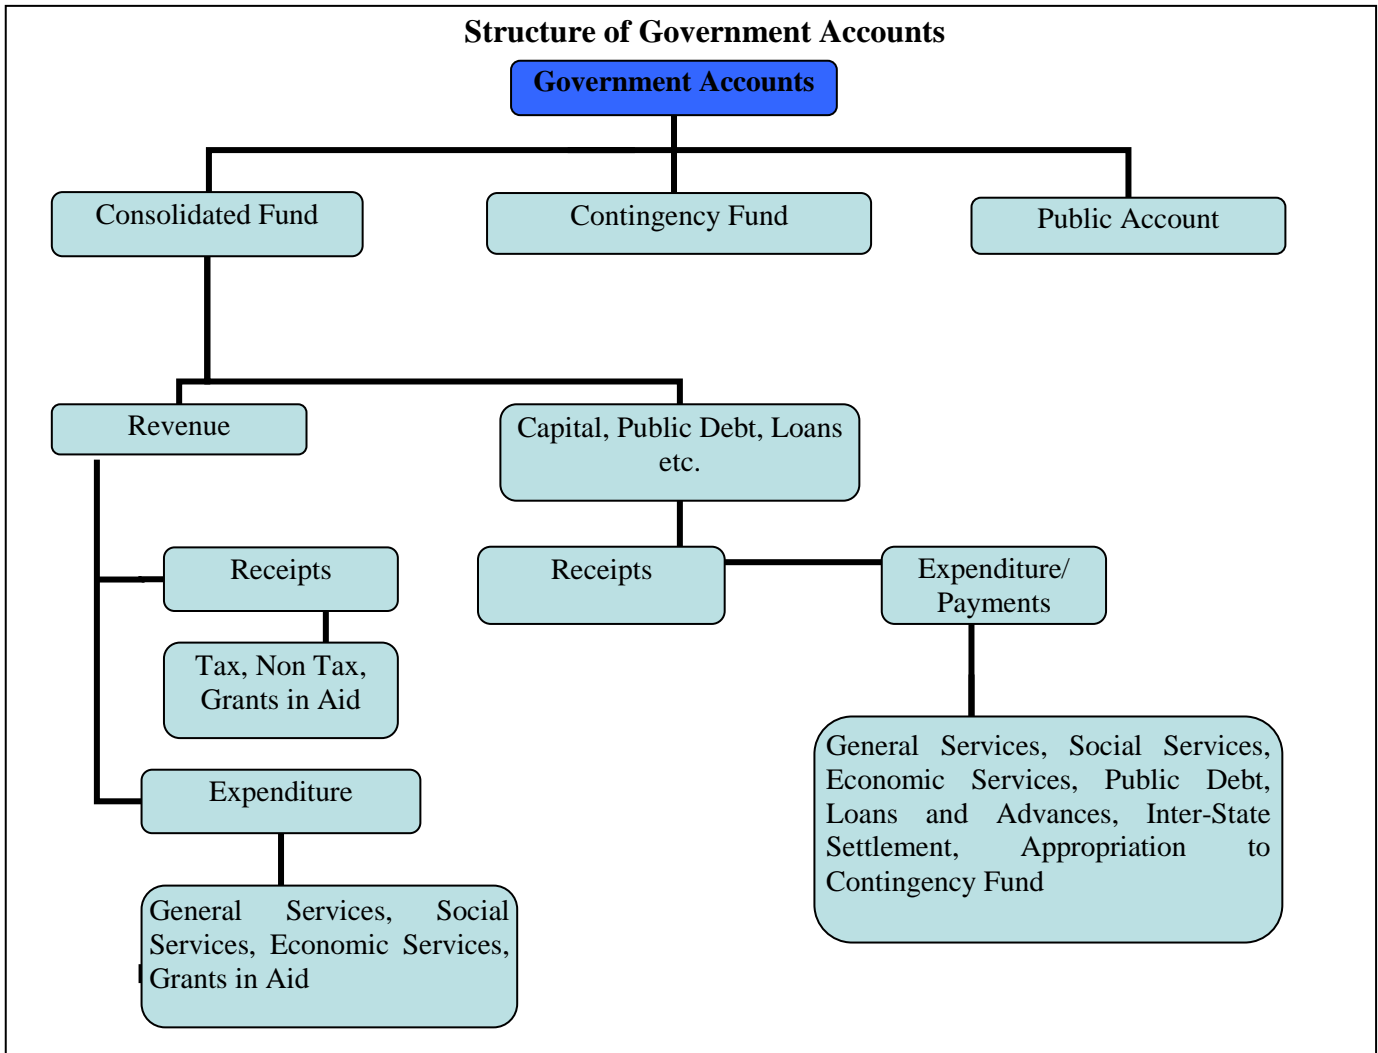 Structure of Government Accounts
Government Accounts
Consolidated Fund
Contingency Fund
Public Account
Revenue
Capital, Public Debt, Loans
etc.
Receipts
Receipts
Expenditure/
Payments
Tax, Non Tax,
Grants in Aid
General Services, Social Services,
Economic Services, Public Debt,
Loans and Advances, Inter-State
Settlement, Appropriation to
Contingency Fund
Expenditure
General Services, Social
Services, Economic Services,
Grants in Aid